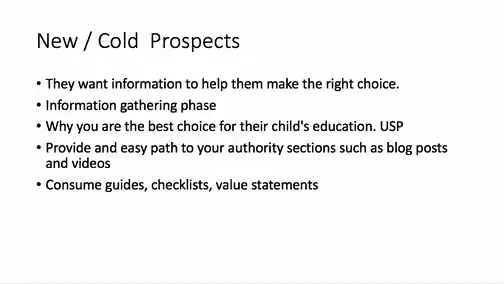 New / Cold  Prospects
• They want information to help them make the right choice.
• Information gathering phase
• Why you are the best choice for their child's education. USP
• Provide and easy path to your authority sections such as blog posts
and videos
• Consume guides, checklists, value statements